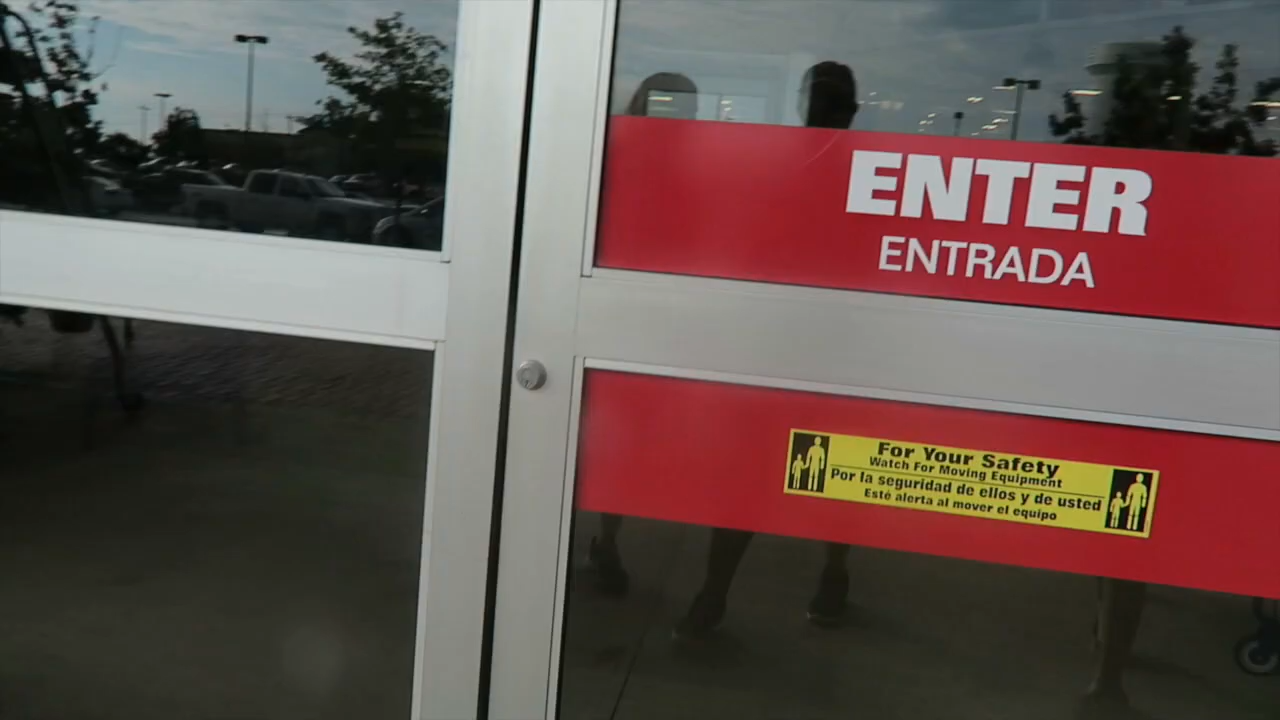 ENTER
ENTRADA
For Your Safety
Watch For Moving Equipment
Por la seguridad de ellos y de usted
Esté alerta al mover el equipo